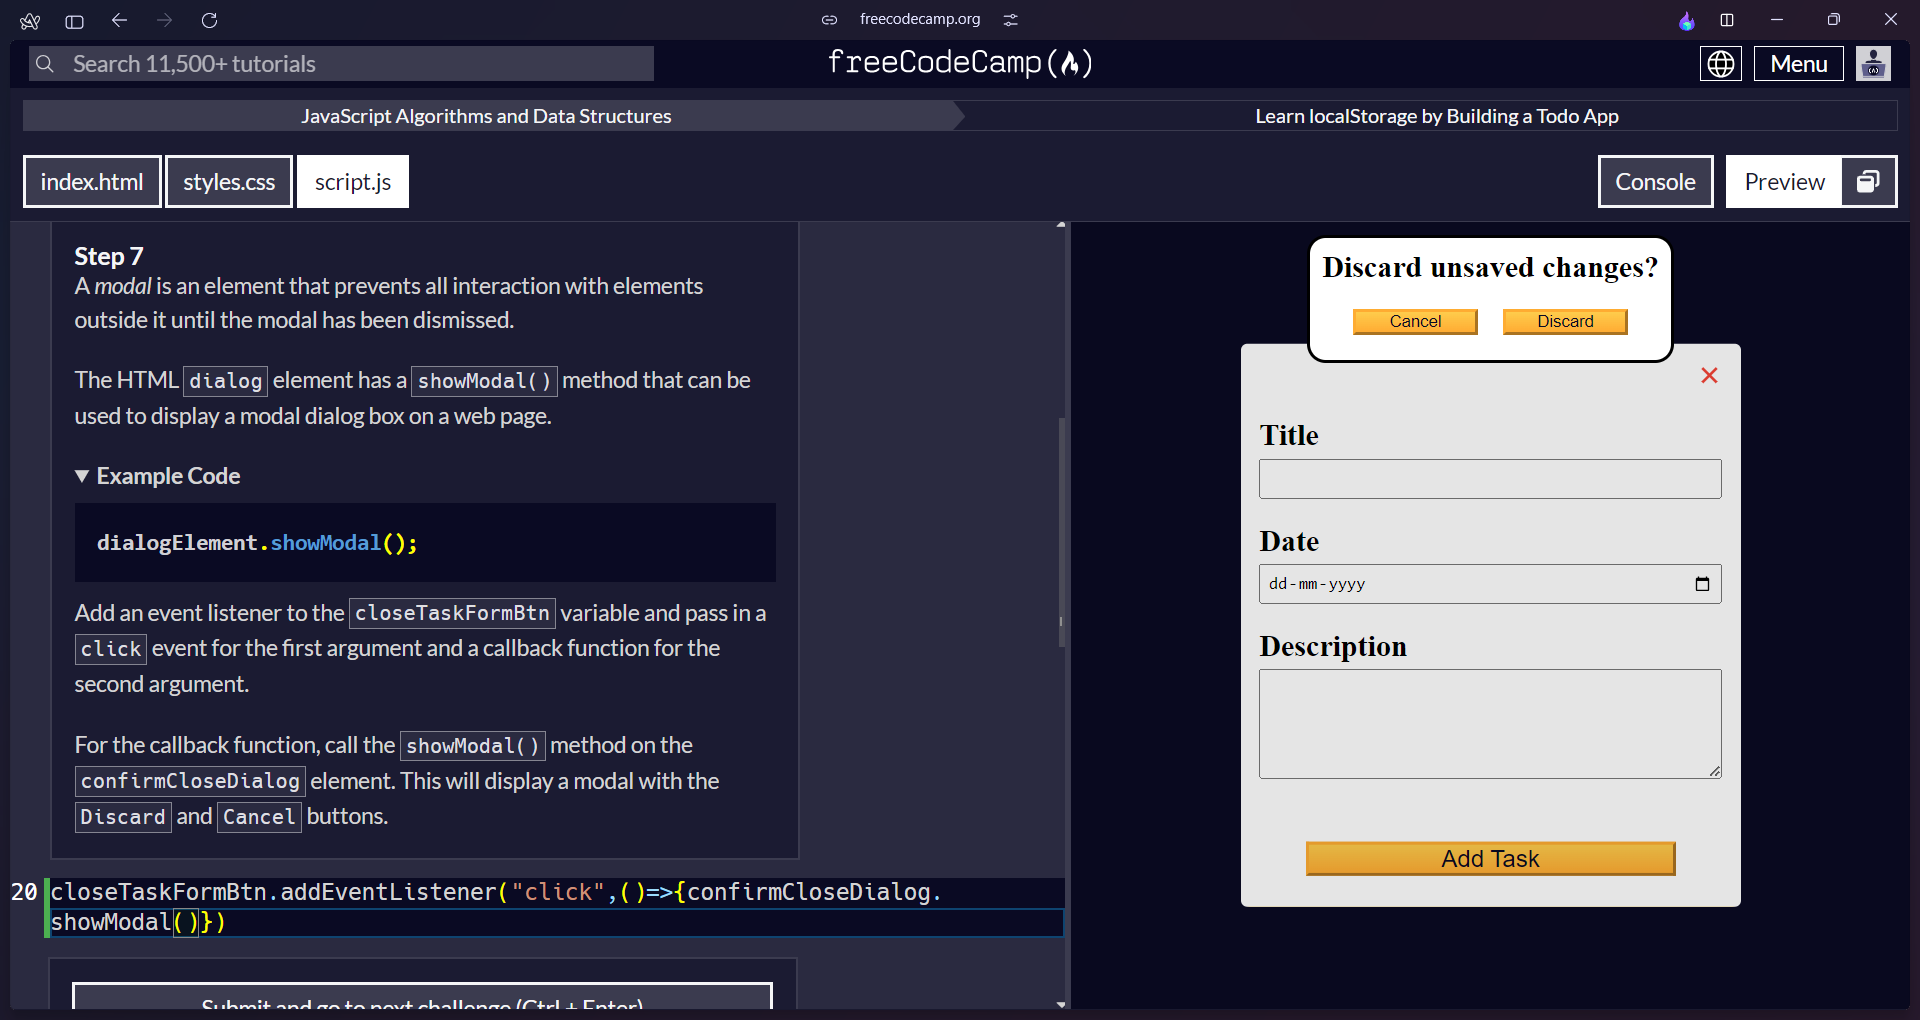 freecodecamp.org
Search 11,500+ tutorials
freeCodeCamp(🔥)
Menu
JavaScript Algorithms and Data Structures
Learn localStorage by Building a Todo App
index.html
styles.css
script.js
Console
Preview
Step 7
A modal is an element that prevents all interaction with elements
outside it until the modal has been dismissed.
The HTML dialog element has a showModal() method that can be
used to display a modal dialog box on a web page.
▼ Example Code
dialogElement.showModal();
Add an event listener to the closeTaskFormBtn variable and pass in a
click event for the first argument and a callback function for the
second argument.
For the callback function, call the showModal() method on the
confirmCloseDialog element. This will display a modal with the
Discard and Cancel buttons.
20 closeTaskFormBtn.addEventListener("click",()=>{confirmCloseDialog.
showModal()})
Submit and go to next challenge (Ctrl + Enter)
Discard unsaved changes?
Cancel
Discard
Title
Date
dd-mm-yyyy
Description
Add Task